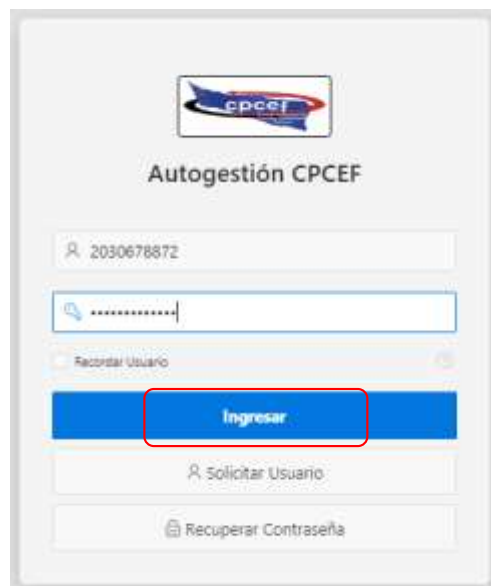 cpcef
Autogestión CPCEF
2030678872
•••••••••••••
Recordar Usuario
Ingresar
Solicitar Usuario
Recuperar Contraseña